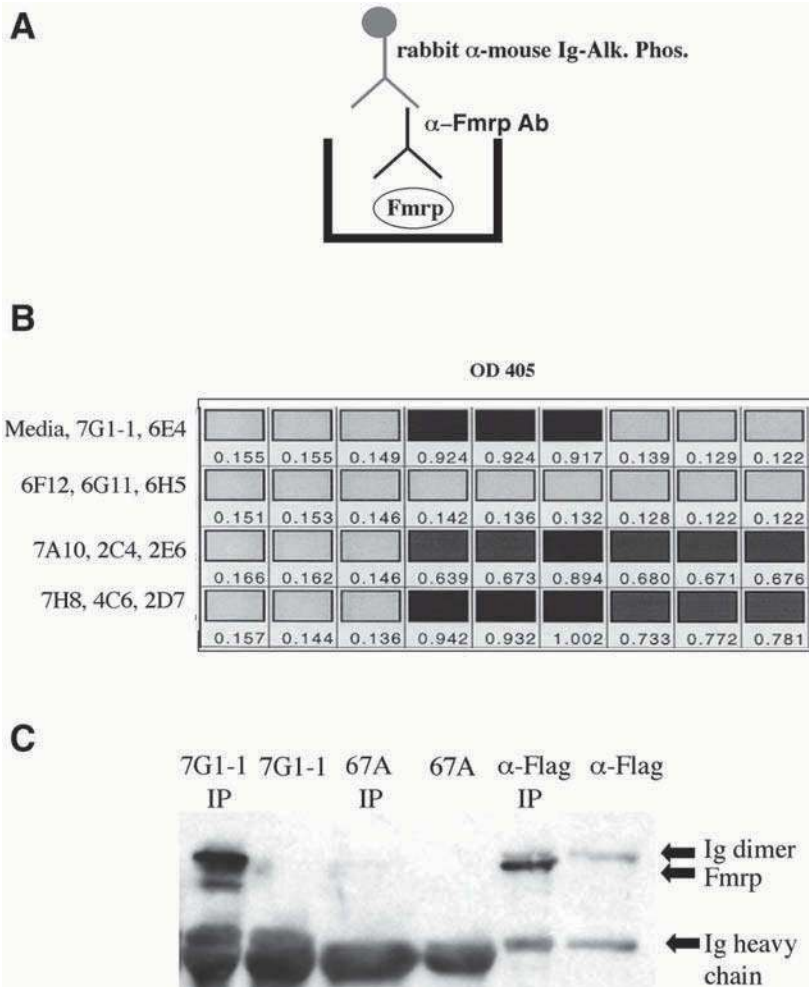 A
rabbit α-mouse Ig-Alk. Phos.
α–Fmrp Ab
Fmrp
B
OD 405
Media, 7G1-1, 6E4
0.155 0.155 0.149 0.924 0.924 0.917 0.139 0.129 0.122
6F12, 6G11, 6H5
0.151 0.153 0.146 0.142 0.136 0.132 0.128 0.122 0.122
7A10, 2C4, 2E6
0.166 0.162 0.146 0.639 0.673 0.894 0.680 0.671 0.676
7H8, 4C6, 2D7
0.157 0.144 0.136 0.942 0.932 1.002 0.733 0.772 0.781
C
7G1-1 7G1-1 67A 67A α-Flag α-Flag
IP IP IP
Ig dimer
Fmrp
Ig heavy
chain